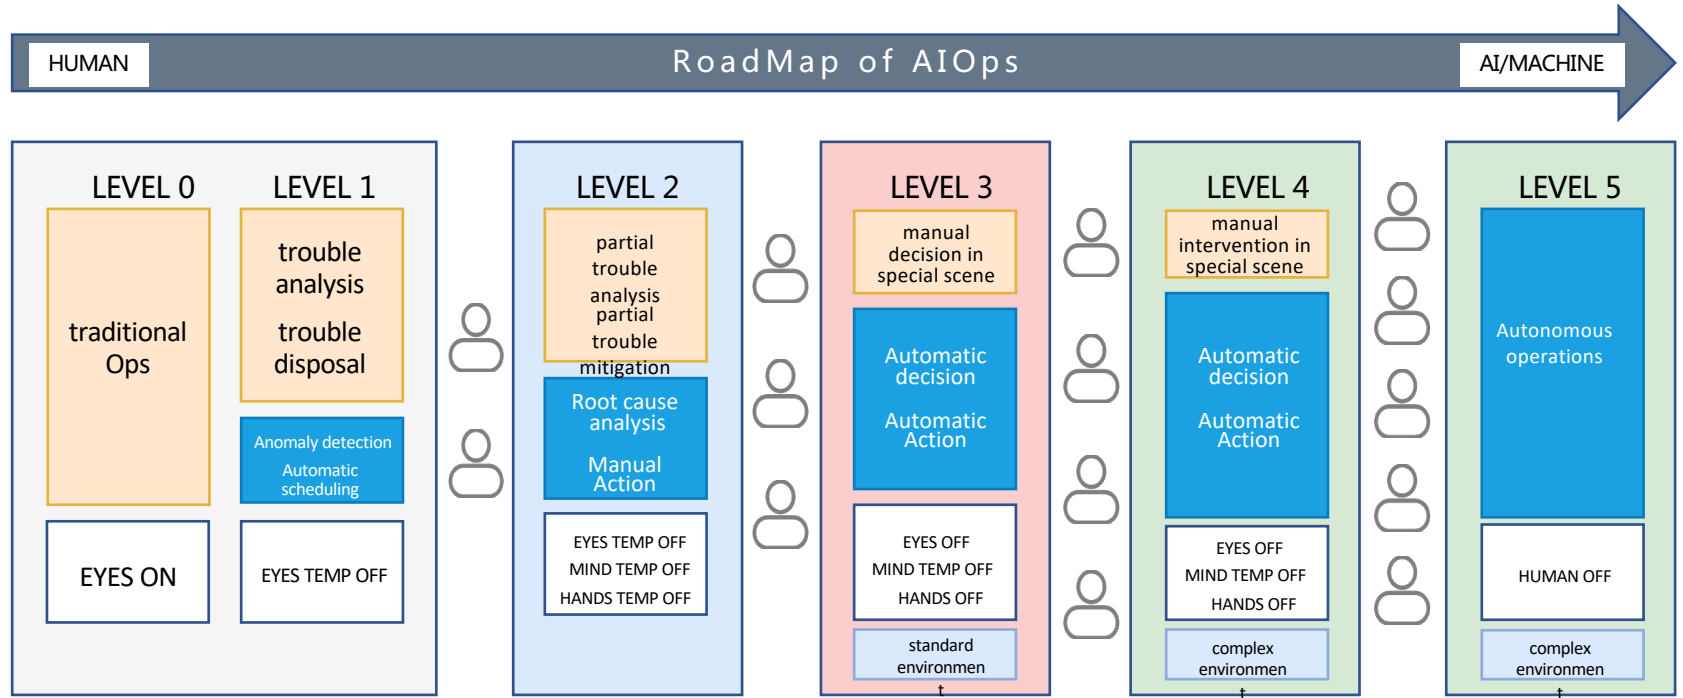 HUMAN
RoadMap of AIOps
AI/MACHINE
LEVEL 0
traditional
Ops
EYES ON
LEVEL 1
trouble
analysis
trouble
disposal
Anomaly detection
Automatic
scheduling
EYES TEMP OFF
LEVEL 2
partial
trouble
analysis
partial
trouble
mitigation
Root cause
analysis
Manual
Action
EYES TEMP OFF
MIND TEMP OFF
HANDS TEMP OFF
LEVEL 3
manual
decision in
special scene
Automatic
decision
Automatic
Action
EYES OFF
MIND TEMP OFF
HANDS OFF
standard
environmen
t
LEVEL 4
manual
intervention in
special scene
Automatic
decision
Automatic
Action
EYES OFF
MIND TEMP OFF
HANDS OFF
complex
environmen
t
LEVEL 5
Autonomous
operations
HUMAN OFF
complex
environmen
t